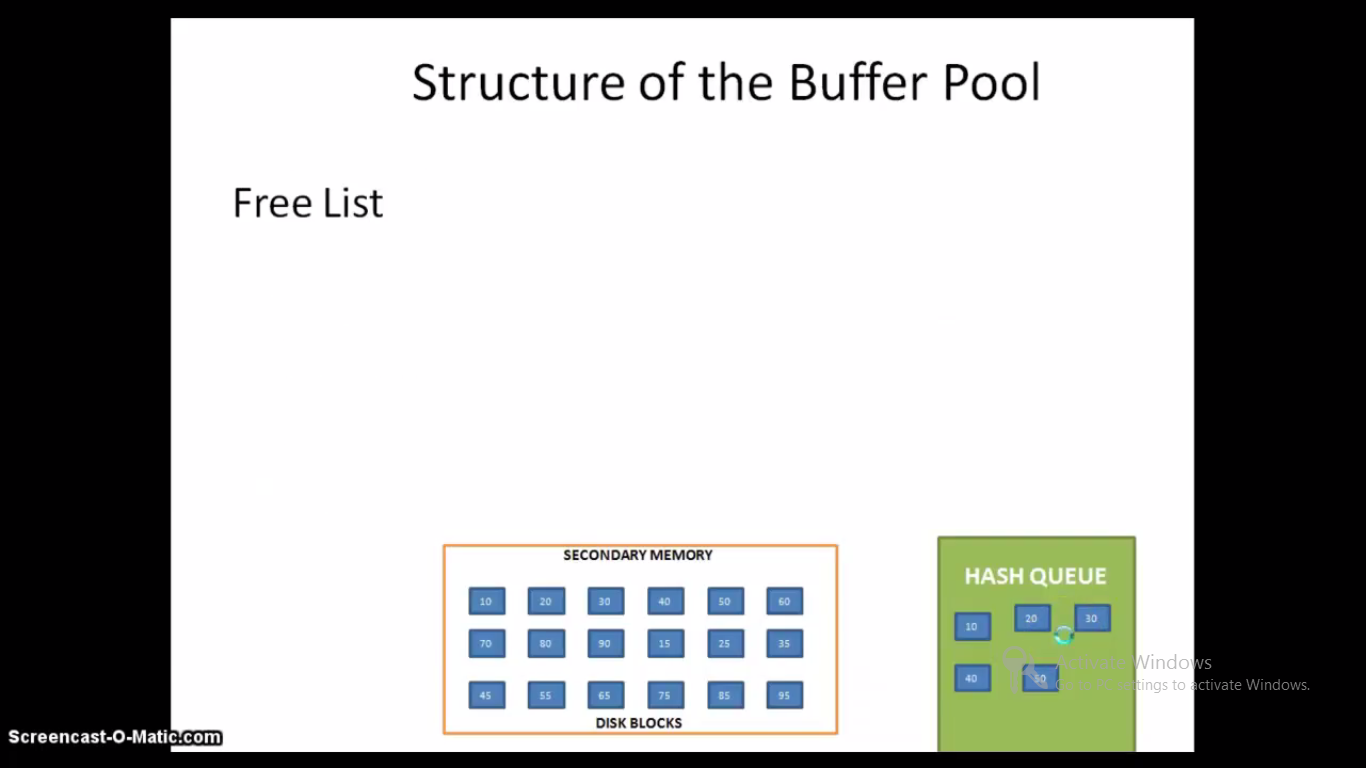 Structure of the Buffer Pool
Free List
SECONDARY MEMORY
10 20 30 40 50 60
70 80 90 15 25 35
45 55 65 75 85 95
DISK BLOCKS
HASH QUEUE
10 20 30
40 50
Activate Windows
settings to activate Windows.
Screencast-O-Matic.com